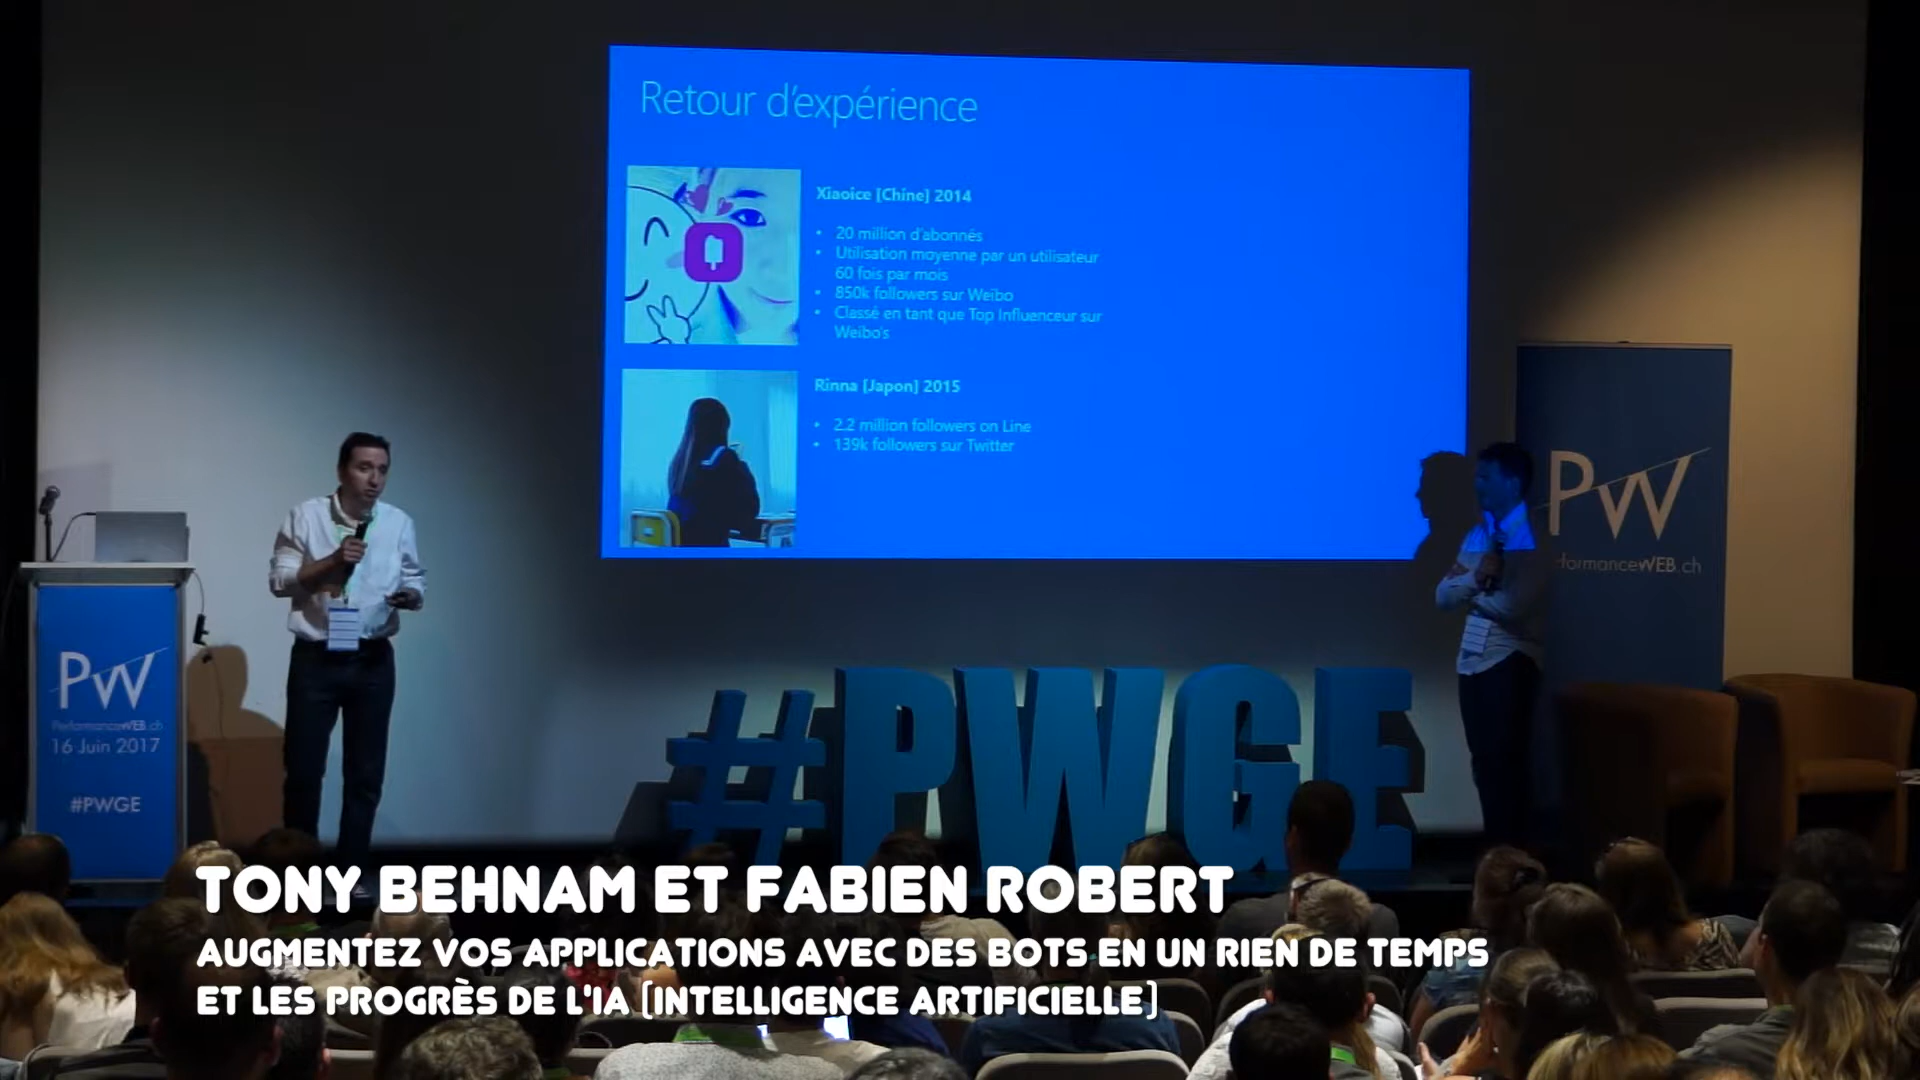 Retour d'expérience
Xiaoice [Chine] 2014
• 20 million d'abonnés
• Utilisation moyenne par un utilisateur
60 fois par mois
• 850k followers sur Weibo
• Classé en tant que Top Influenceur sur
Weibo's
Rinna [Japon] 2015
• 2.2 million followers on Line
• 139k followers sur Twitter
PW
formanceWEB.ch
PW
PerformanceWEB.ch
16 Juin 2017
#PWGE
#PWGE
TONY BEHNAM ET FABIEN ROBERT
AUGMENTEZ VOS APPLICATIONS AVEC DES BOTS EN UN RIEN DE TEMPS
ET LES PROGRÈS DE L'IA [INTELLIGENCE ARTIFICIELLE]